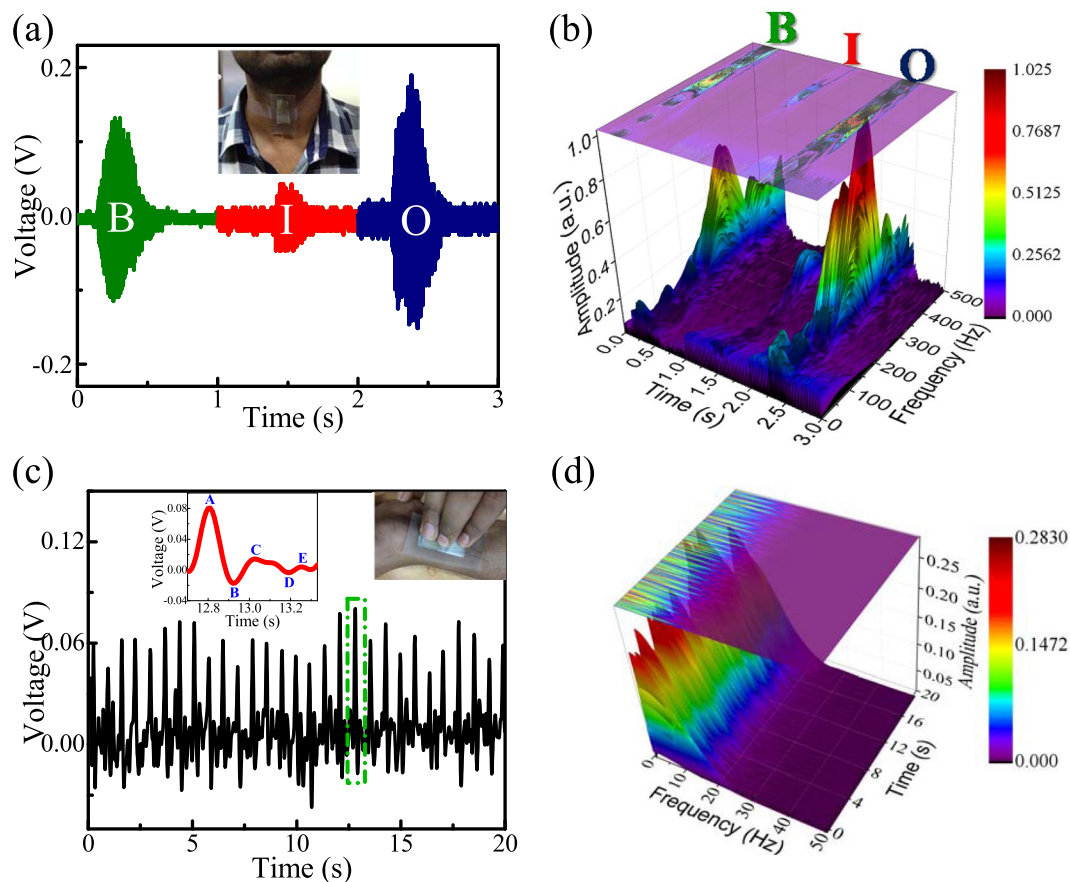 (a)
0.2
0.0
-0.2
Voltage (V)
B
I
O
0
1
2
3
Time (s)
(b)
B
I
O
1.0
0.8
0.6
0.4
0.2
Amplitude (a.u.)
0.0
0.5
1.0
1.5
2.0
2.5
3.0
Time (s)
0
100
200
300
400
500
Frequency (Hz)
1.025
0.7687
0.5125
0.2562
0.000
(c)
0.12
0.06
0.00
Voltage (V)
0
5
10
15
20
Time (s)
0.08
0.04
0.00
-0.04
Voltage (V)
A
B
C
D
E
12.8
13.0
13.2
Time (s)
(d)
0.25
0.20
0.15
0.10
0.05
Amplitude (a.u.)
0
10
20
30
40
50
Frequency (Hz)
0
4
8
12
16
20
Time (s)
0.2830
0.1472
0.000